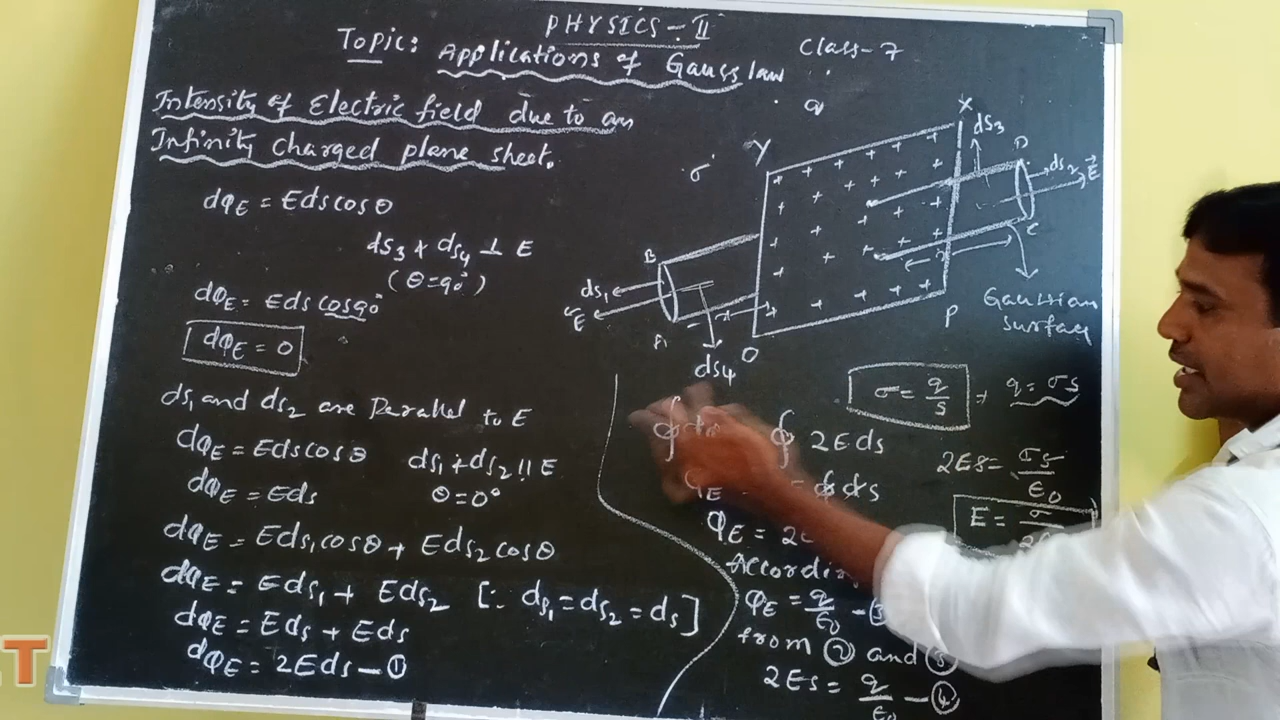 PHYSICS-II
Topic: Applications of Gauss law
Class-7
Intensity of Electric field due to an
Infinity Charged plane sheet.
dφE = Eds cosθ
ds3 + ds4 ⊥ E
(θ=90°)
dφE = Eds cos90°
dφE = 0
ds1 and ds2 are Parallel to E
dφE = Eds cosθ
ds1 + ds2 || E
dφE = Eds
θ=0°
dφE = Eds1 cosθ + Eds2 cosθ
dφE = Eds1 + Eds2 [∵ ds1 = ds2 = ds]
dφE = Eds + Eds
dφE = 2Eds - ①
q
σ
Y
X
ds3
D
ds2
E
B
ds1
E
A
O
ds4
C
P
r
Gaussian
surface
σ = q/s
q = σs
∮
∮ 2Eds
2Es = σs/ε0
φE
ds
E = σ/
φE = 2
φE = q/ε0 - ③
from ② and ③
2Es = q/ε0 - ④
T